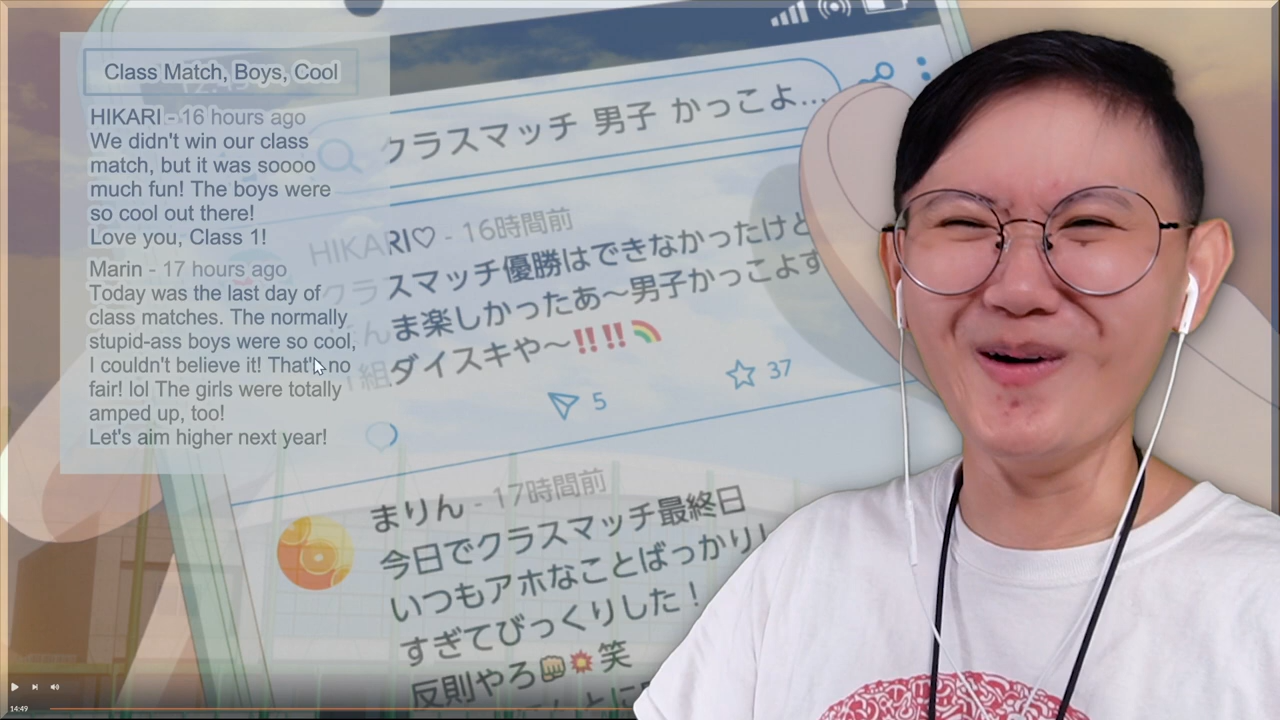 Class Match, Boys, Cool
HIKARI - 16 hours ago
We didn't win our class
match, but it was soooo
much fun! The boys were
so cool out there!
Love you, Class 1!
Marin - 17 hours ago
Today was the last day of
class matches. The normally
stupid-ass boys were so cool,
I couldn't believe it! That's no
fair! lol The girls were totally
amped up, too!
Let's aim higher next year!
クラスマッチ 男子 かっこよ...
HIKARI♡ - 16時間前
クラスマッチ優勝はできなかったけど
ま楽しかったあ〜男子かっこよす
1組ダイスキや〜‼️‼️🌈
5
37
まりん - 17時間前
今日でクラスマッチ最終日
いつもアホなことばっかりし
すぎてびっくりした！
反則やろ👊💥笑
14:49